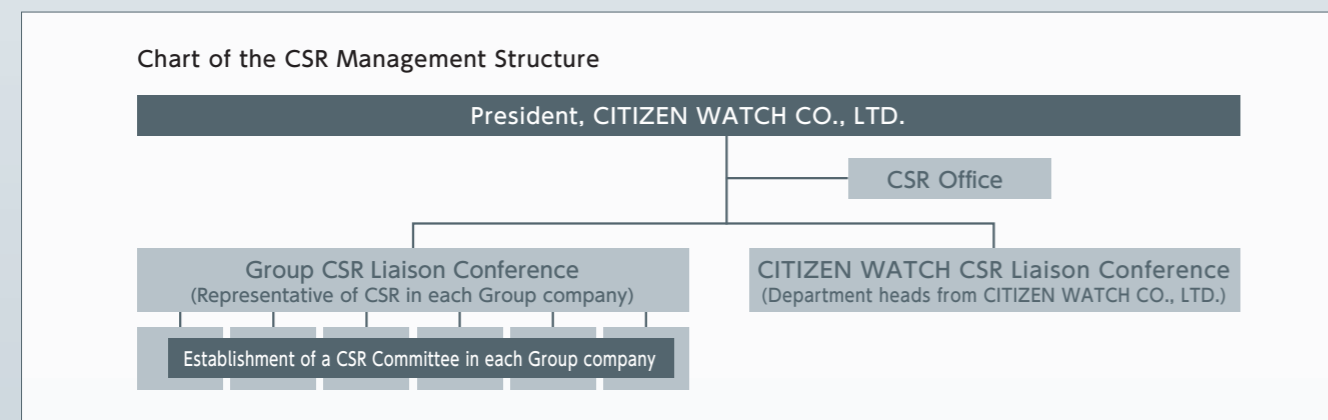 Chart of the CSR Management Structure
President, CITIZEN WATCH CO., LTD.
CSR Office
Group CSR Liaison Conference
(Representative of CSR in each Group company)
CITIZEN WATCH CSR Liaison Conference
(Department heads from CITIZEN WATCH CO., LTD.)
Establishment of a CSR Committee in each Group company